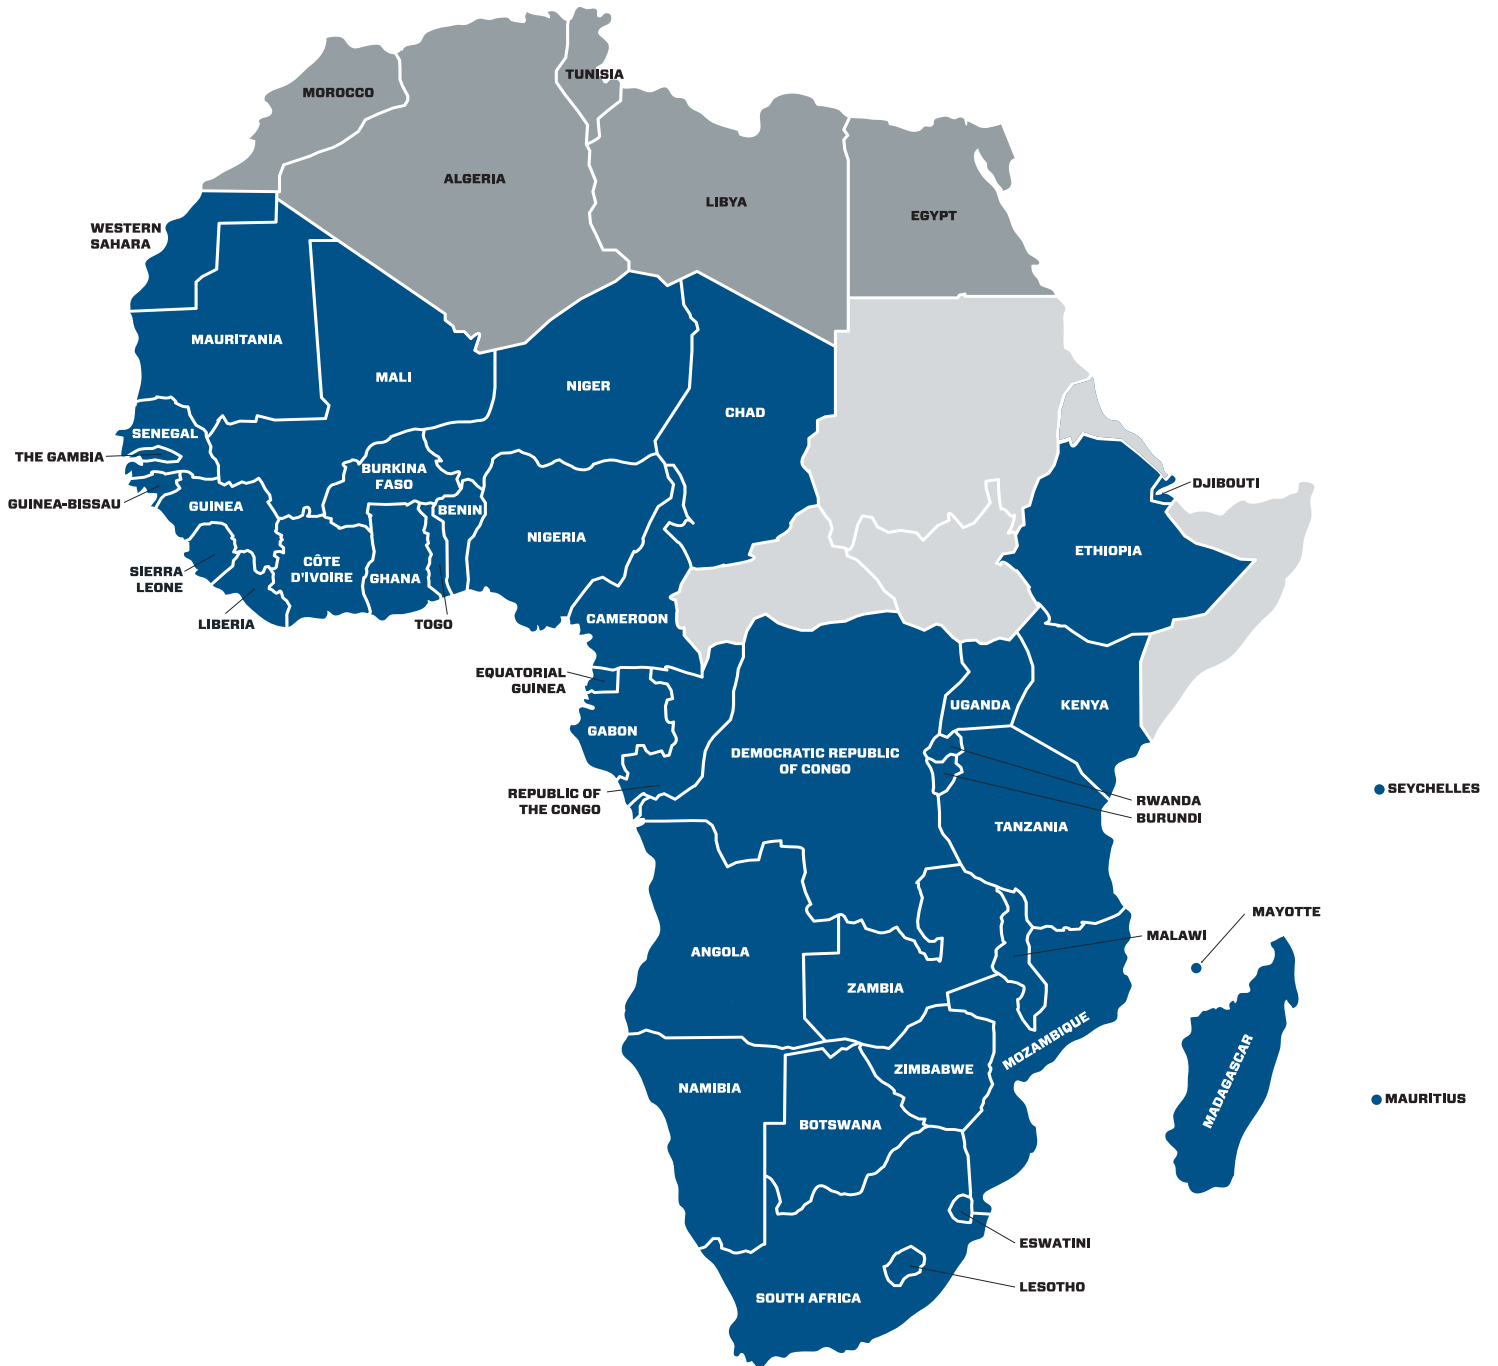 TUNISIA
MOROCCO
ALGERIA
LIBYA
EGYPT
WESTERN
SAHARA
MAURITANIA
MALI
NIGER
CHAD
SENEGAL
THE GAMBIA
BURKINA
FASO
DJIBOUTI
GUINEA-BISSAU
GUINEA
BENIN
NIGERIA
ETHIOPIA
CÔTE
D'IVOIRE
GHANA
SIERRA
LEONE
LIBERIA
TOGO
CAMEROON
EQUATORIAL
GUINEA
UGANDA
KENYA
GABON
DEMOCRATIC REPUBLIC
OF CONGO
REPUBLIC OF
THE CONGO
RWANDA
BURUNDI
SEYCHELLES
TANZANIA
MAYOTTE
MALAWI
ANGOLA
ZAMBIA
MOZAMBIQUE
ZIMBABWE
NAMIBIA
MADAGASCAR
MAURITIUS
BOTSWANA
ESWATINI
LESOTHO
SOUTH AFRICA